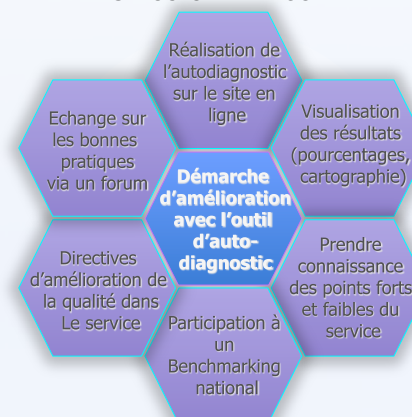 Réalisation de
l'autodiagnostic
sur le site en
ligne
Visualisation
des résultats
(pourcentages,
cartographie)
Prendre
connaissance
des points forts
et faibles du
service
Participation à
un
Benchmarking
national
Directives
d'amélioration de
la qualité dans
Le service
Echange sur
les bonnes
pratiques
via un forum
Démarche
d'amélioration
avec l'outil
d'auto-
diagnostic